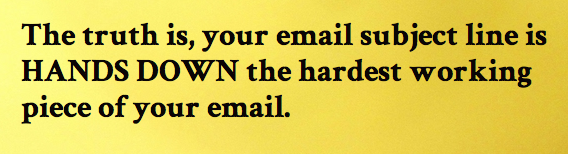 The truth is, your email subject line is
HANDS DOWN the hardest working
piece of your email.